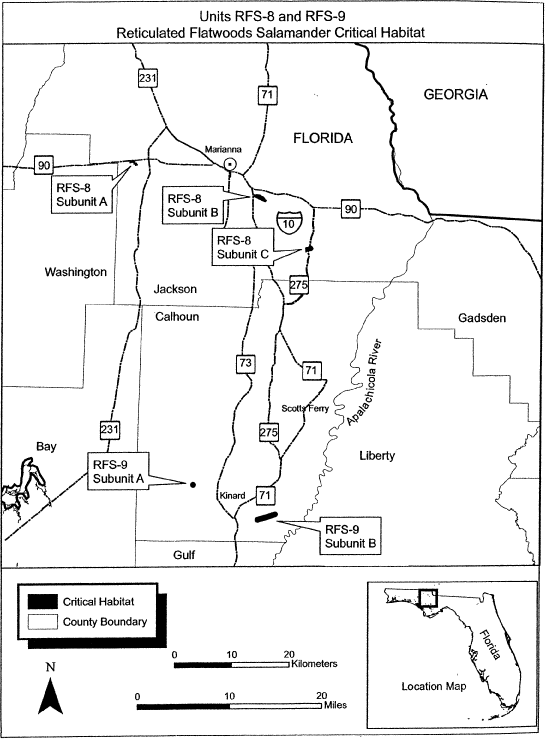 Units RFS-8 and RFS-9
Reticulated Flatwoods Salamander Critical Habitat
231
71
GEORGIA
Marianna
FLORIDA
90
RFS-8
Subunit A
RFS-8
Subunit B
10
90
RFS-8
Subunit C
Washington
275
Jackson
Calhoun
Gadsden
73
71
Apalachicola River
Scotts Ferry
231
275
Bay
Liberty
RFS-9
Subunit A
Kinard
71
RFS-9
Subunit B
Gulf
Critical Habitat
County Boundary
N
0 10 20
Kilometers
0 10 20
Miles
Florida
Location Map